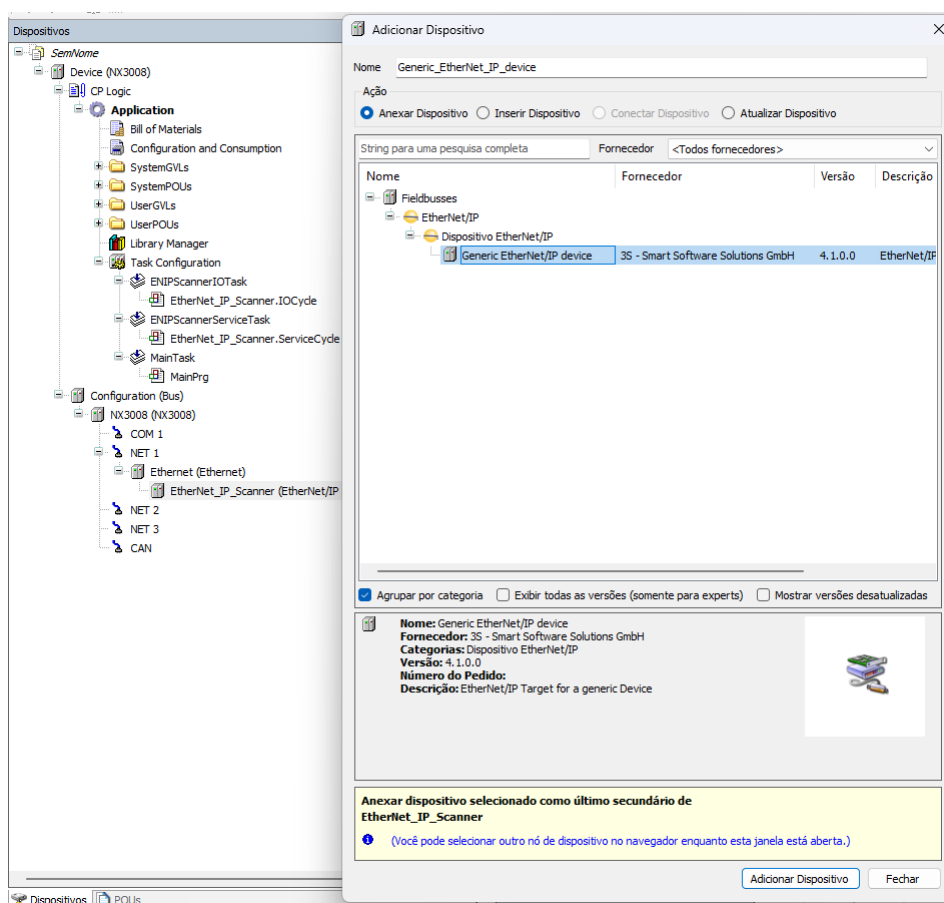 Dispositivos
SemNome
Device (NX3008)
CP Logic
Application
Bill of Materials
Configuration and Consumption
SystemGVLs
SystemPOUs
UserGVLs
UserPOUs
Library Manager
Task Configuration
ENIPScannerIOTask
EtherNet_IP_Scanner.IOCycle
ENIPScannerServiceTask
EtherNet_IP_Scanner.ServiceCycle
MainTask
MainPrg
Configuration (Bus)
NX3008 (NX3008)
COM 1
NET 1
Ethernet (Ethernet)
EtherNet_IP_Scanner (EtherNet/IP
NET 2
NET 3
CAN
Dispositivos POUs
Adicionar Dispositivo
Nome Generic_EtherNet_IP_device
Ação
Anexar Dispositivo Inserir Dispositivo Conectar Dispositivo Atualizar Dispositivo
String para uma pesquisa completa Fornecedor <Todos fornecedores>
Nome Fornecedor Versão Descrição
Fieldbusses
EtherNet/IP
Dispositivo EtherNet/IP
Generic EtherNet/IP device 3S - Smart Software Solutions GmbH 4.1.0.0 EtherNet/IP
Agrupar por categoria Exibir todas as versões (somente para experts) Mostrar versões desatualizadas
Nome: Generic EtherNet/IP device
Fornecedor: 3S - Smart Software Solutions GmbH
Categorias: Dispositivo EtherNet/IP
Versão: 4.1.0.0
Número do Pedido:
Descrição: EtherNet/IP Target for a generic Device
Anexar dispositivo selecionado como último secundário de
EtherNet_IP_Scanner
(Você pode selecionar outro nó de dispositivo no navegador enquanto esta janela está aberta.)
Adicionar Dispositivo Fechar